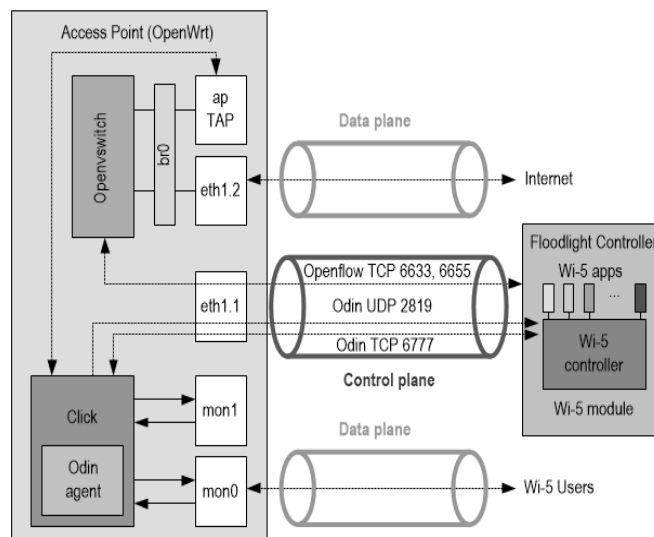 Access Point (OpenWrt)
Openvswitch
br0
ap
TAP
eth1.2
Data plane
Internet
eth1.1
Openflow TCP 6633, 6655
Odin UDP 2819
Odin TCP 6777
Control plane
Floodlight Controller
Wi-5 apps
...
Wi-5
controller
Wi-5 module
Click
Odin
agent
mon1
mon0
Data plane
Wi-5 Users